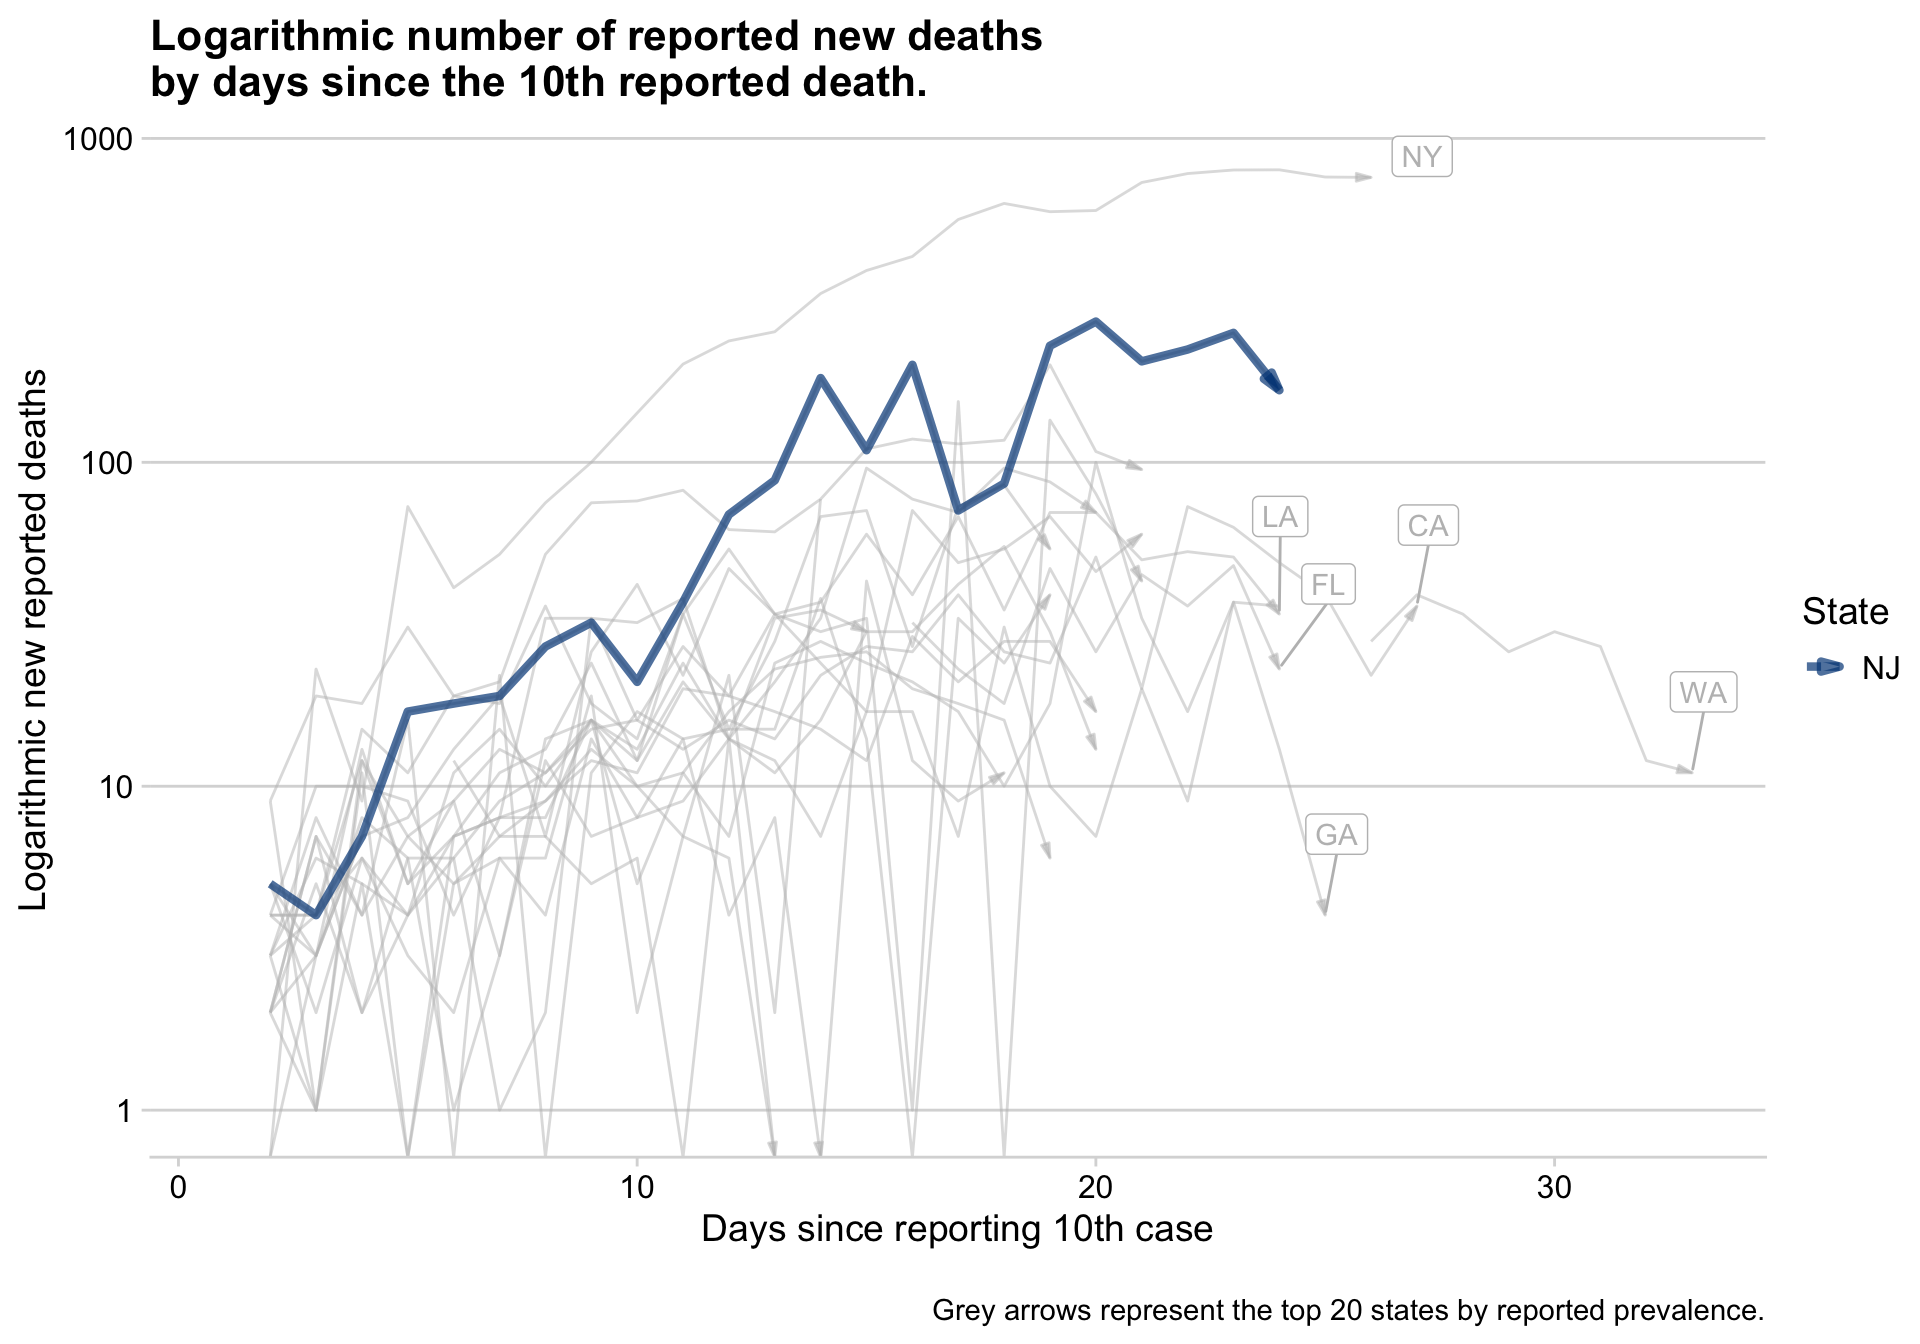 Logarithmic number of reported new deaths
by days since the 10th reported death.
1000
100
10
1
Logarithmic new reported deaths
NY
LA
CA
FL
WA
GA
State
NJ
0
10
20
30
Days since reporting 10th case
Grey arrows represent the top 20 states by reported prevalence.